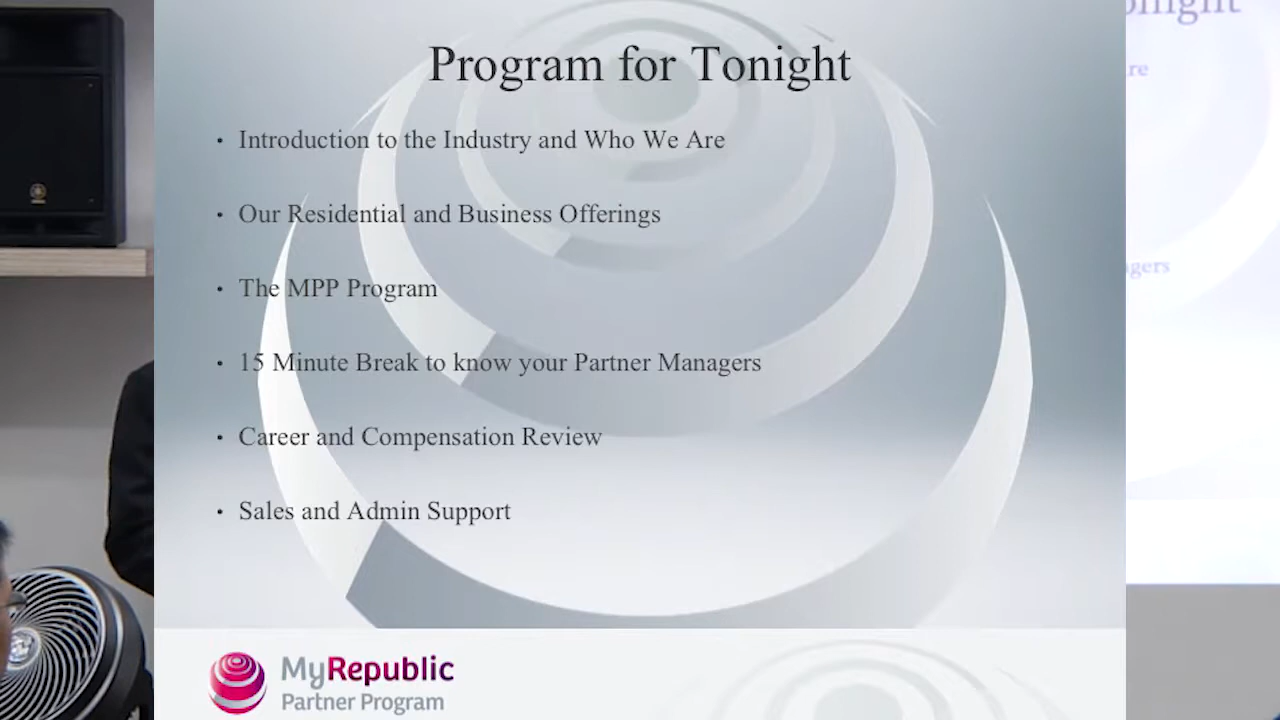 Program for Tonight
• Introduction to the Industry and Who We Are
• Our Residential and Business Offerings
• The MPP Program
• 15 Minute Break to know your Partner Managers
• Career and Compensation Review
• Sales and Admin Support
MyRepublic
Partner Program